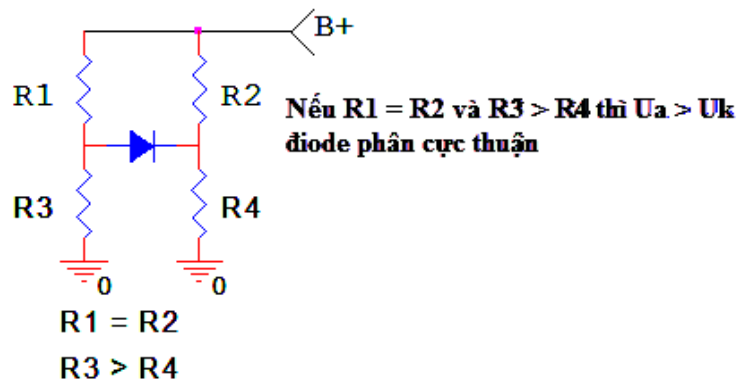 B+
R1
R2
Nếu R1 = R2 và R3 > R4 thì Ua > Uk
diode phân cực thuận
R3
R4
0
0
R1 = R2
R3 > R4